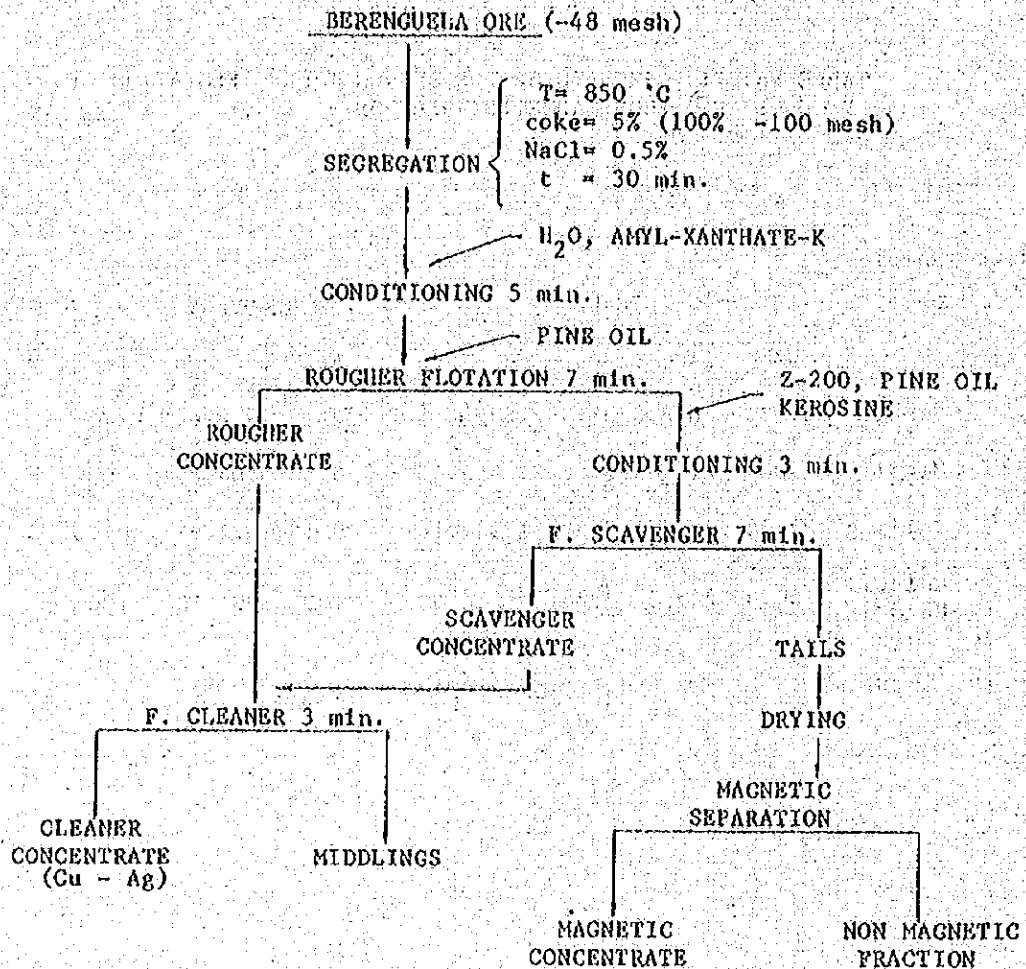 BERENGUELA ORE (-48 mesh)
T= 850 °C
coke= 5% (100% -100 mesh)
SEGREGATION
NaCl= 0.5%
t = 30 min.
H2O, AMYL-XANTHATE-K
CONDITIONING 5 min.
PINE OIL
ROUGHER FLOTATION 7 min.
Z-200, PINE OIL
KEROSINE
ROUGHER
CONCENTRATE
CONDITIONING 3 min.
F. SCAVENGER 7 min.
SCAVENGER
CONCENTRATE
TAILS
F. CLEANER 3 min.
DRYING
MAGNETIC
SEPARATION
CLEANER
CONCENTRATE
(Cu - Ag)
MIDDLINGS
MAGNETIC
CONCENTRATE
NON MAGNETIC
FRACTION